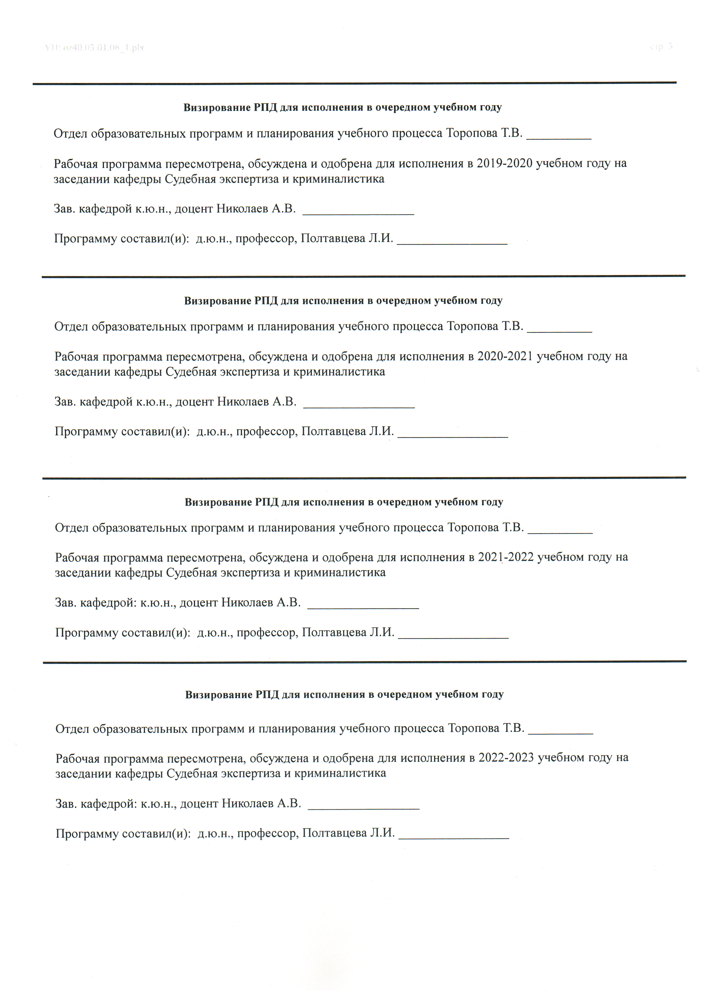 УП: oz40.03.01.06_1.plx
стр. 3
Визирование РПД для исполнения в очередном учебном году
Отдел образовательных программ и планирования учебного процесса Торопова Т.В. __________
Рабочая программа пересмотрена, обсуждена и одобрена для исполнения в 2019-2020 учебном году на
заседании кафедры Судебная экспертиза и криминалистика
Зав. кафедрой к.ю.н., доцент Николаев А.В. _________________
Программу составил(и): д.ю.н., профессор, Полтавцева Л.И. _________________
Визирование РПД для исполнения в очередном учебном году
Отдел образовательных программ и планирования учебного процесса Торопова Т.В. __________
Рабочая программа пересмотрена, обсуждена и одобрена для исполнения в 2020-2021 учебном году на
заседании кафедры Судебная экспертиза и криминалистика
Зав. кафедрой к.ю.н., доцент Николаев А.В. _________________
Программу составил(и): д.ю.н., профессор, Полтавцева Л.И. _________________
Визирование РПД для исполнения в очередном учебном году
Отдел образовательных программ и планирования учебного процесса Торопова Т.В. __________
Рабочая программа пересмотрена, обсуждена и одобрена для исполнения в 2021-2022 учебном году на
заседании кафедры Судебная экспертиза и криминалистика
Зав. кафедрой: к.ю.н., доцент Николаев А.В. _________________
Программу составил(и): д.ю.н., профессор, Полтавцева Л.И. _________________
Визирование РПД для исполнения в очередном учебном году
Отдел образовательных программ и планирования учебного процесса Торопова Т.В. __________
Рабочая программа пересмотрена, обсуждена и одобрена для исполнения в 2022-2023 учебном году на
заседании кафедры Судебная экспертиза и криминалистика
Зав. кафедрой: к.ю.н., доцент Николаев А.В. _________________
Программу составил(и): д.ю.н., профессор, Полтавцева Л.И. _________________